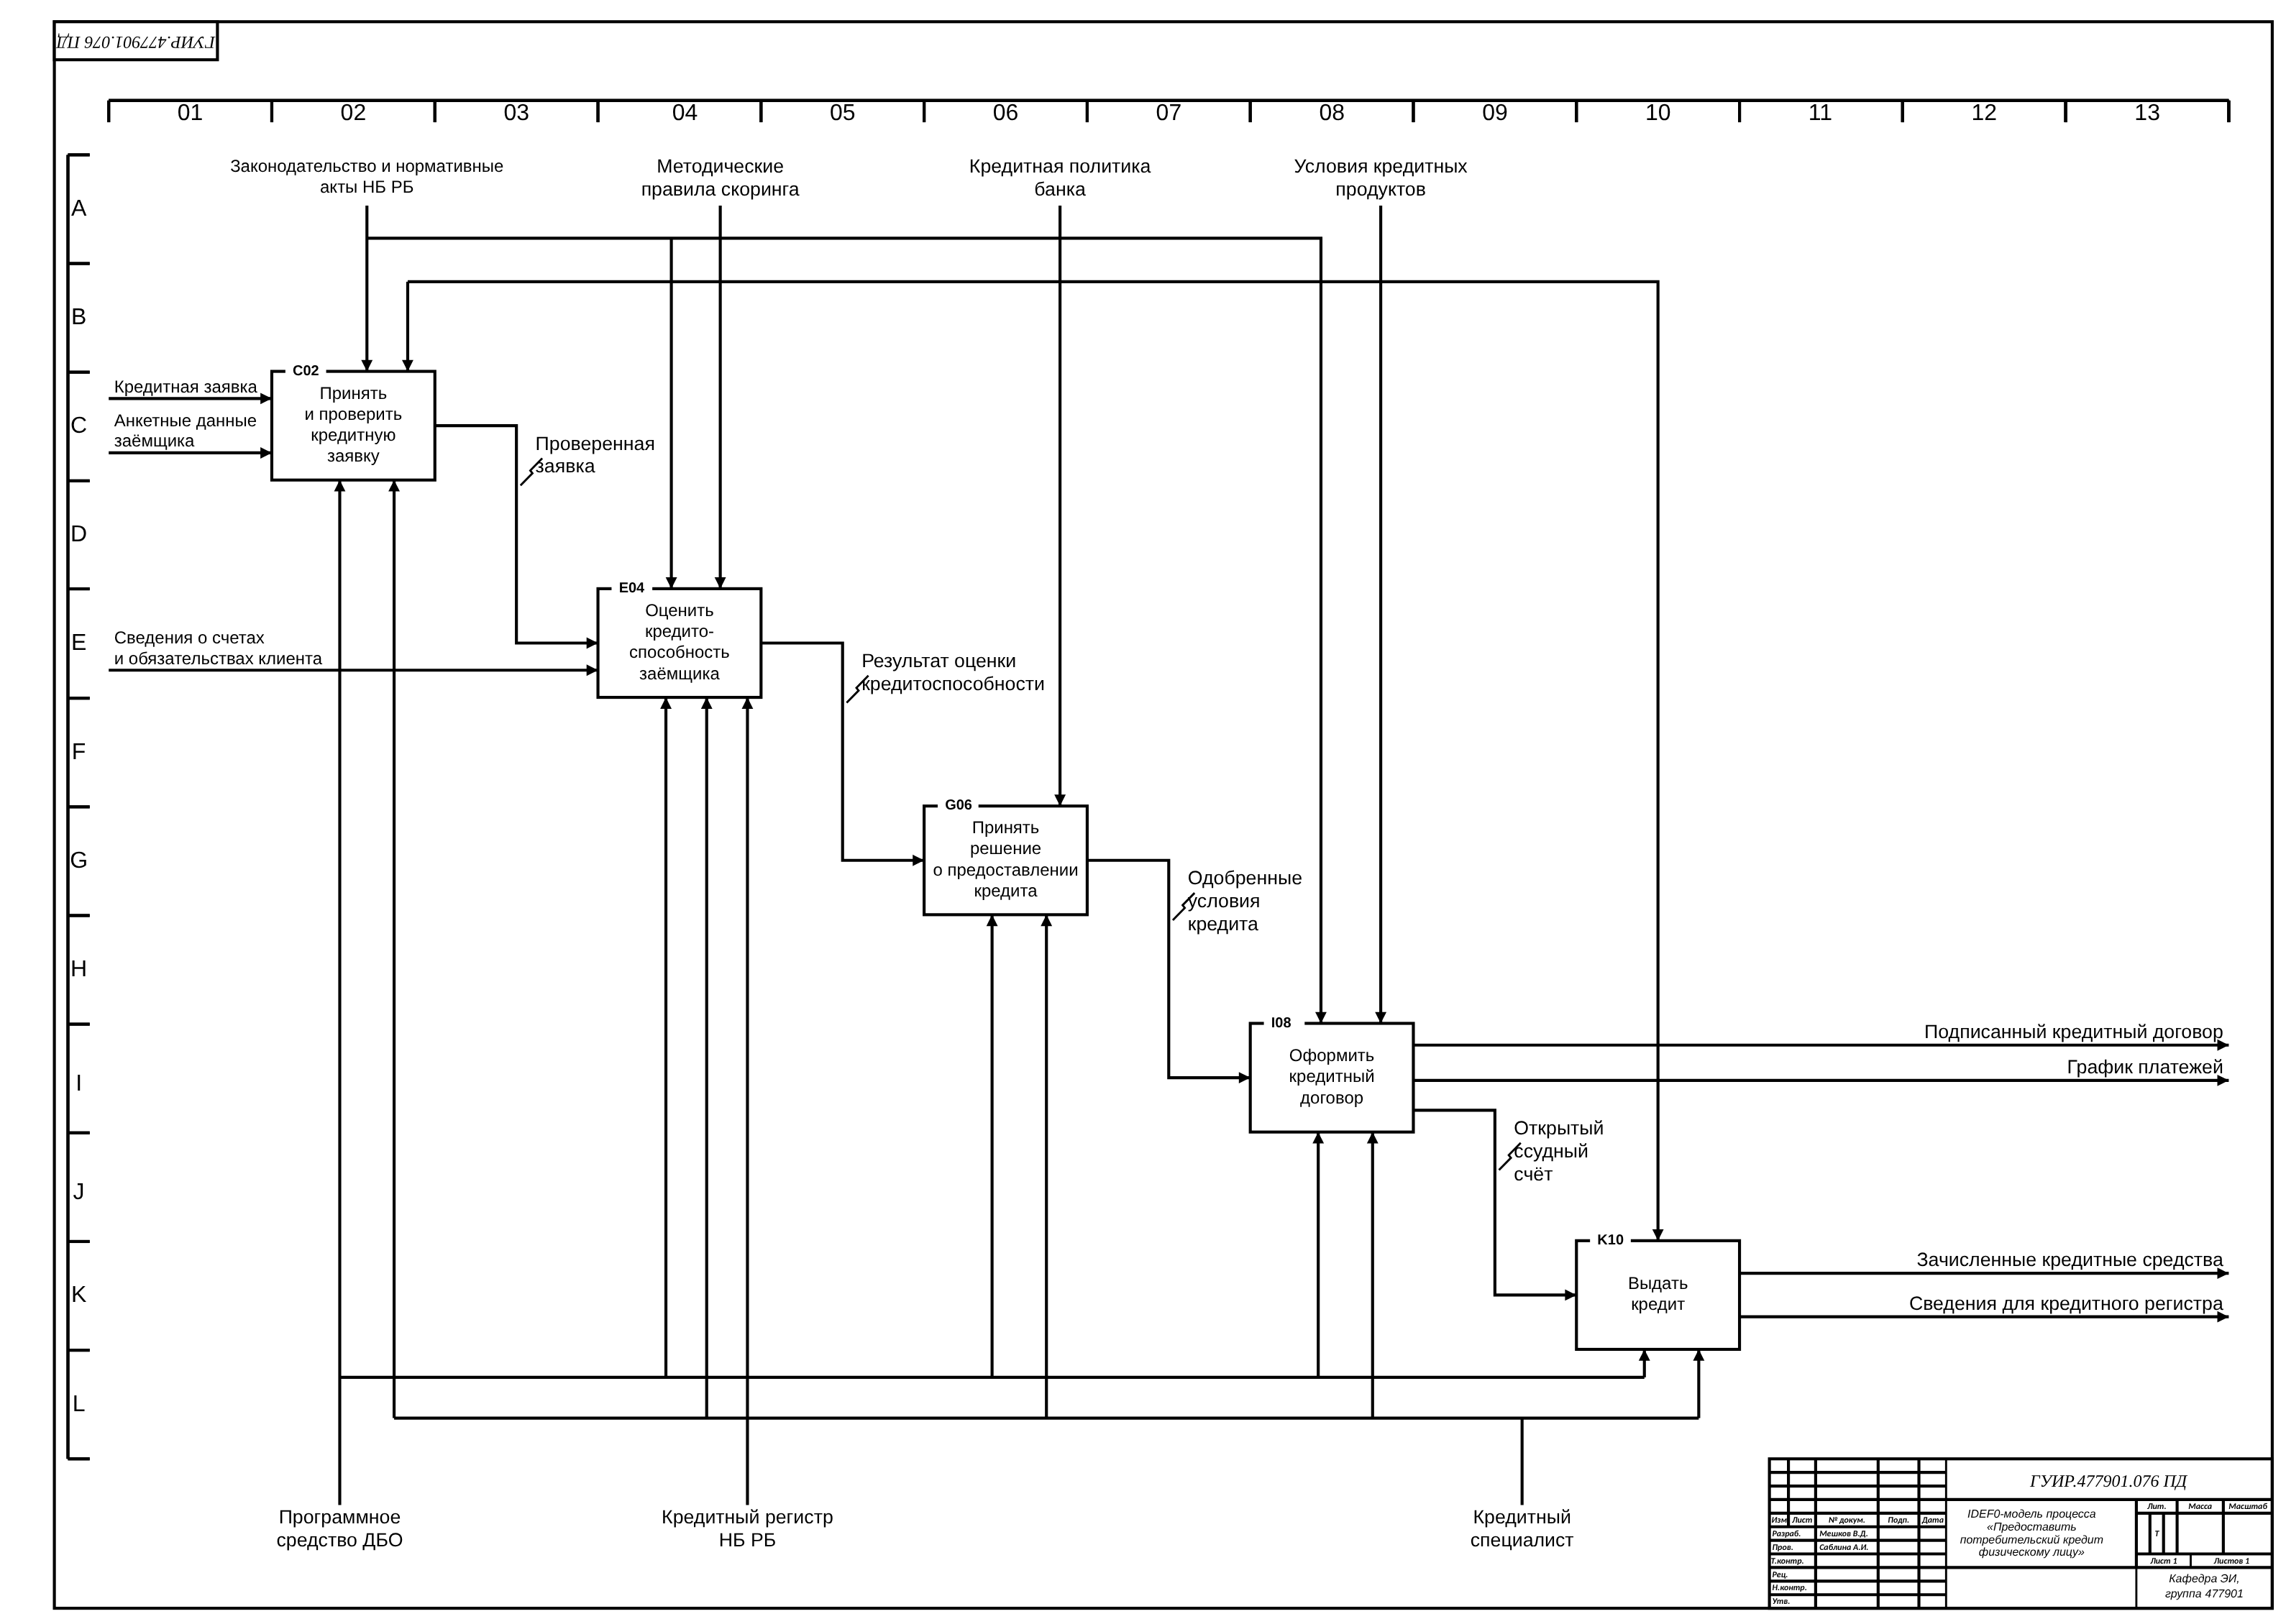 ГУИР.477901.076 ПД
01 02 03 04 05 06 07 08 09 10 11 12 13
Законодательство и нормативные
акты НБ РБ
Методические
правила скоринга
Кредитная политика
банка
Условия кредитных
продуктов
A
B
C
D
E
F
G
H
I
J
K
L
Кредитная заявка
Анкетные данные
заёмщика
C02
Принять
и проверить
кредитную
заявку
Проверенная
заявка
Сведения о счетах
и обязательствах клиента
E04
Оценить
кредито-
способность
заёмщика
Результат оценки
кредитоспособности
G06
Принять
решение
о предоставлении
кредита
Одобренные
условия
кредита
I08
Оформить
кредитный
договор
Подписанный кредитный договор
График платежей
Открытый
ссудный
счёт
K10
Выдать
кредит
Зачисленные кредитные средства
Сведения для кредитного регистра
Программное
средство ДБО
Кредитный регистр
НБ РБ
Кредитный
специалист
ГУИР.477901.076 ПД
IDEF0-модель процесса
«Предоставить
потребительский кредит
физическому лицу»
Лит. Масса Масштаб
Т
Лист 1 Листов 1
Кафедра ЭИ,
группа 477901
Изм Лист № докум. Подп. Дата
Разраб. Мешков В.Д.
Пров. Саблина А.И.
Т.контр.
Рец.
Н.контр.
Утв.